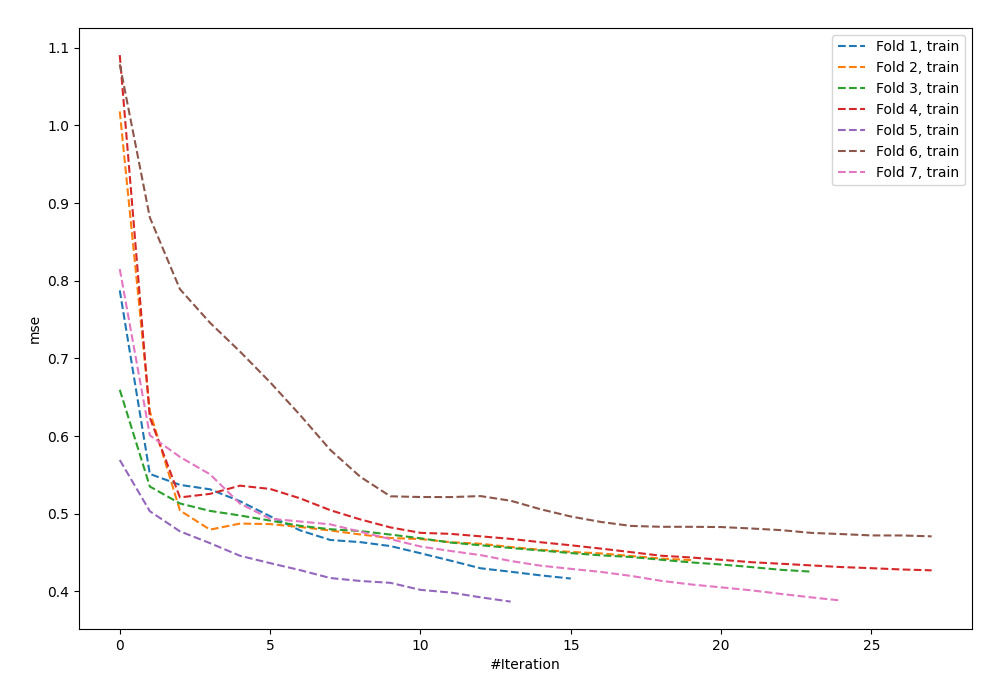 1.1
1.0
0.9
0.8
0.7
0.6
0.5
0.4
mse
0
5
10
15
20
25
#Iteration
Fold 1, train
Fold 2, train
Fold 3, train
Fold 4, train
Fold 5, train
Fold 6, train
Fold 7, train